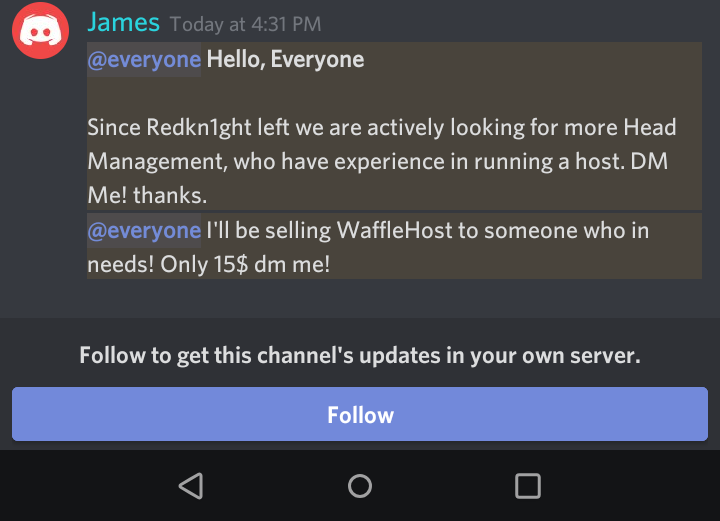 James Today at 4:31 PM
@everyone Hello, Everyone
Since Redkn1ght left we are actively looking for more Head
Management, who have experience in running a host. DM
Me! thanks.
@everyone I'll be selling WaffleHost to someone who in
needs! Only 15$ dm me!
Follow to get this channel's updates in your own server.
Follow